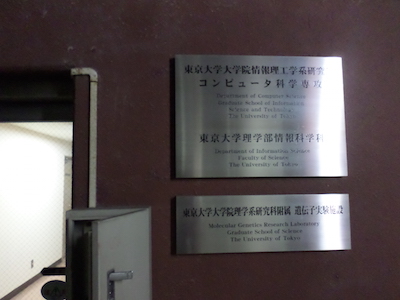 東京大学大学院情報理工学系研究科
コンピュータ科学専攻
Department of Computer Science
Graduate School of Information
Science and Technology
The University of Tokyo
東京大学理学部情報科学科
Department of Information Science
Faculty of Science
The University of Tokyo
東京大学大学院理学系研究科附属 遺伝子実験施設
Molecular Genetics Research Laboratory
Graduate School of Science
The University of Tokyo